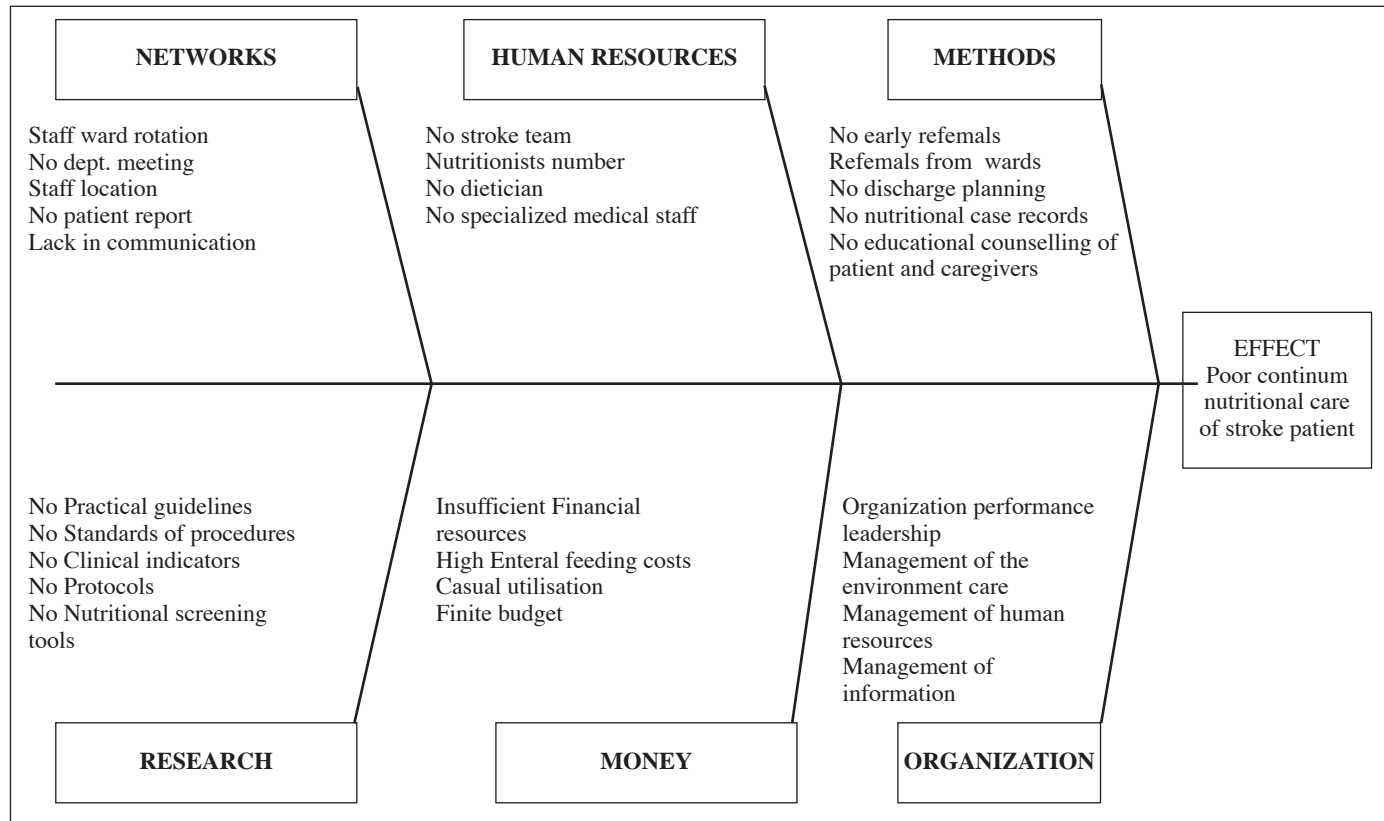 NETWORKS
Staff ward rotation
No dept. meeting
Staff location
No patient report
Lack in communication
HUMAN RESOURCES
No stroke team
Nutritionists number
No dietician
No specialized medical staff
METHODS
No early refemals
Refemals from wards
No discharge planning
No nutritional case records
No educational counselling of
patient and caregivers
EFFECT
Poor continum
nutritional care
of stroke patient
No Practical guidelines
No Standards of procedures
No Clinical indicators
No Protocols
No Nutritional screening
tools
RESEARCH
Insufficient Financial
resources
High Enteral feeding costs
Casual utilisation
Finite budget
MONEY
Organization performance
leadership
Management of the
environment care
Management of human
resources
Management of
information
ORGANIZATION